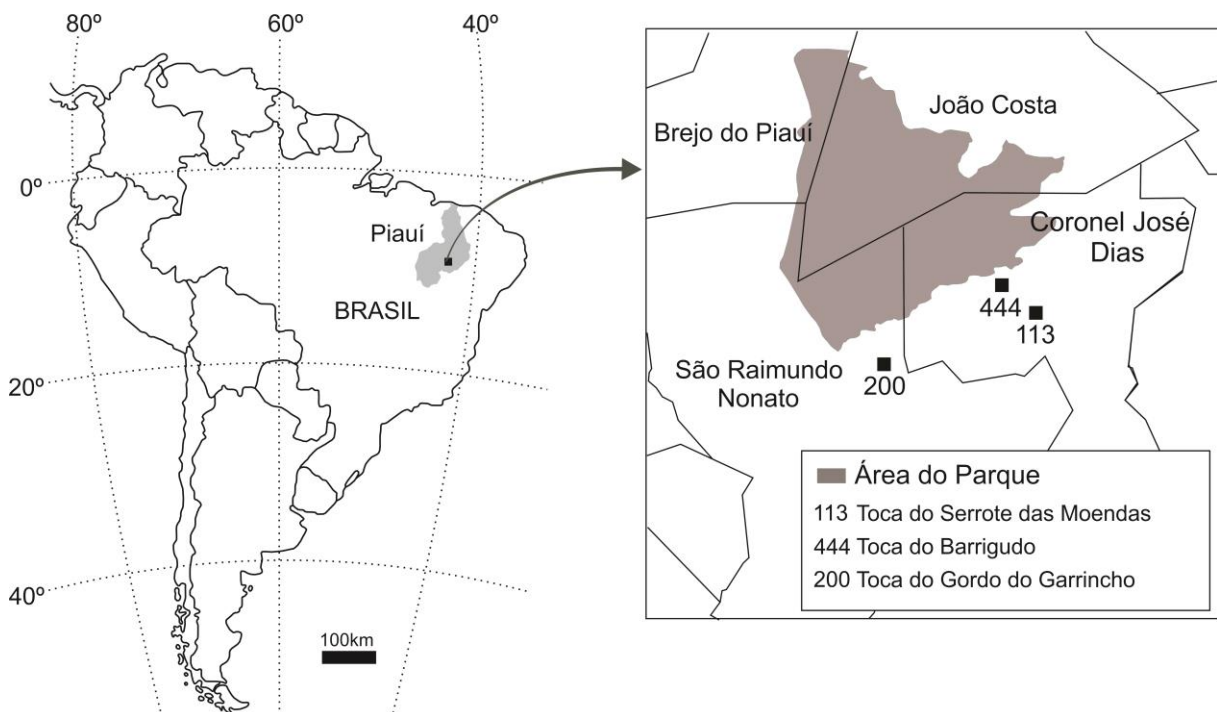 80º
60º
40º
0º
20º
40º
Piauí
BRASIL
100km
Brejo do Piauí
João Costa
Coronel José
Dias
444
113
200
São Raimundo
Nonato
Área do Parque
113 Toca do Serrote das Moendas
444 Toca do Barrigudo
200 Toca do Gordo do Garrincho